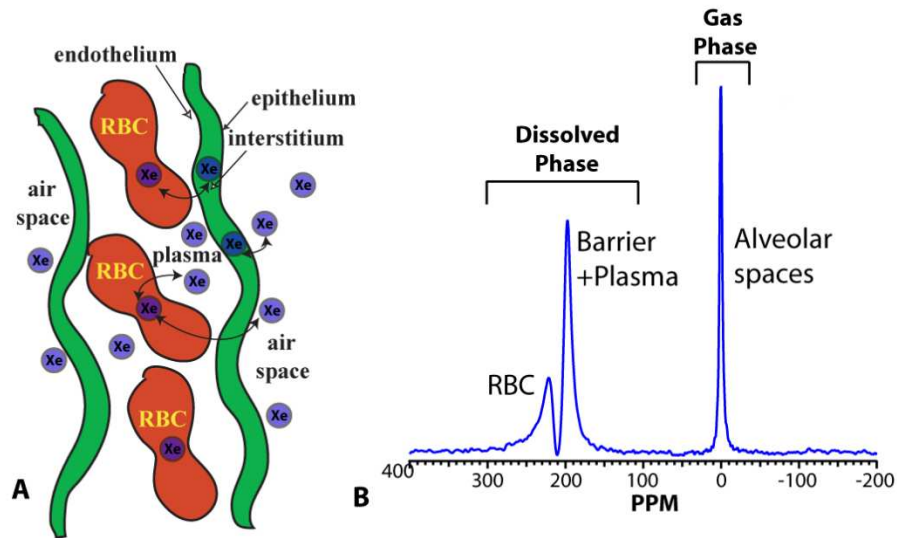 endothelium
epithelium
interstitium
RBC
Xe
Xe
Xe
air
space
Xe
Xe
Xe
Xe
plasma
RBC
Xe
Xe
Xe
Xe
Xe
air
space
RBC
Xe
Xe
A
Gas
Phase
Dissolved
Phase
Barrier
+Plasma
Alveolar
spaces
RBC
400
300
200
100
0
-100
-200
PPM
B